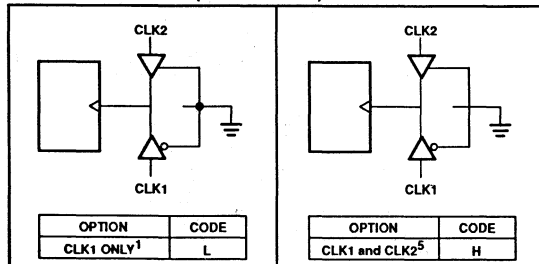 CLK2
CLK1
OPTION CODE
CLK1 ONLY¹ L
CLK2
CLK1
OPTION CODE
CLK1 and CLK2⁵ H